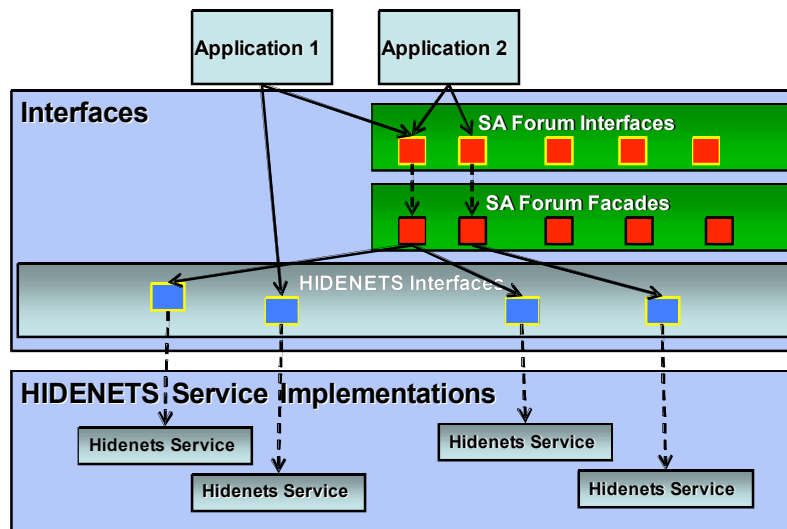 Application 1
Application 2
Interfaces
SA Forum Interfaces
SA Forum Facades
HIDENETS Interfaces
HIDENETS Service Implementations
Hidenets Service
Hidenets Service
Hidenets Service
Hidenets Service